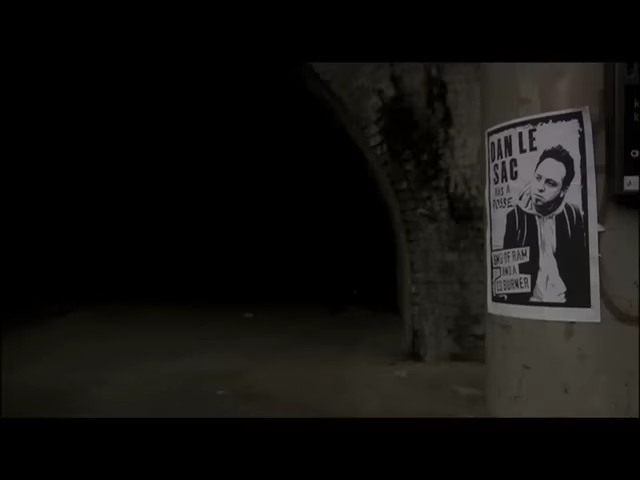 DAN LE
SAC
HAS A
POSSE
8MB OF RAM
AND A
CD BURNER